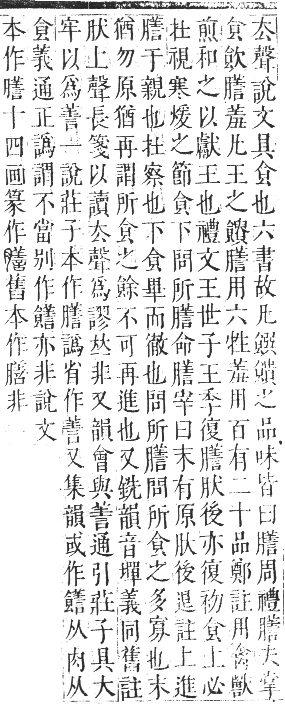 厺聲說文具食也六書故凡饌饋之品味皆曰膳周禮膳夫掌
食飲膳羞凡王之饋膳用六牲羞用百有二十品鄭註用禽獸
煎和之以獻王也禮文王世子王季復膳肰後亦復初食上必
在視寒煖之節食下問所膳命膳宰曰末有原肰後退註上進
膳于親也在察也下食畢而徹也問所膳問所食之多寡也末
猶勿原猶再謂所食之餘不可再進也又銑韻音墠義同舊註
肰上聲長箋以讀厺聲爲謬𠀤非又韻會與善通引莊子具大
牢以爲善一說莊子本作膳譌省作善又集韻或作饍从肉从
食義通正譌謂不當別作饍亦非說文
本作膳十四画篆作膳舊本作膳非